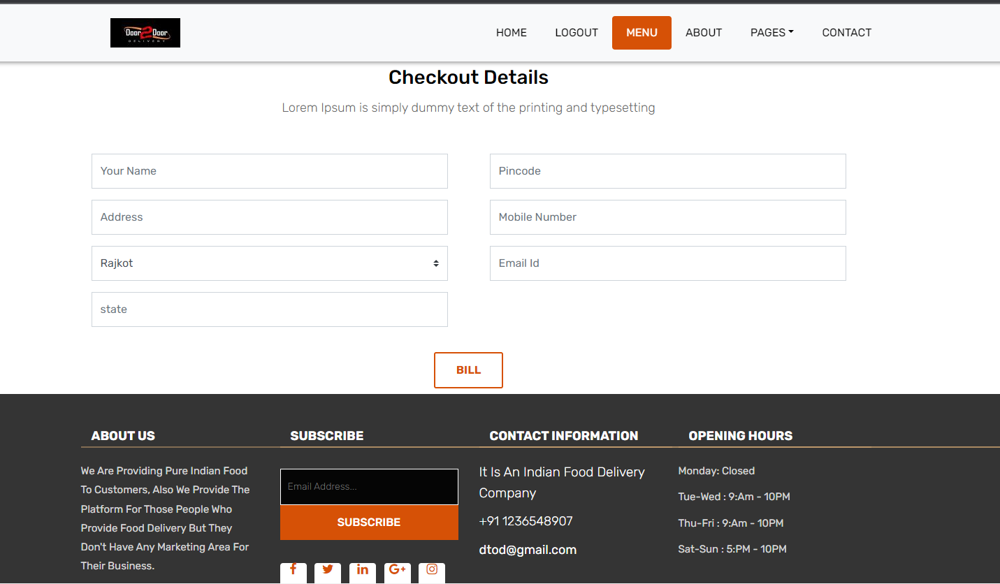 Door 2 Door
DELIVERY
HOME LOGOUT MENU ABOUT PAGES CONTACT
Checkout Details
Lorem Ipsum is simply dummy text of the printing and typesetting
Your Name
Pincode
Address
Mobile Number
Rajkot
Email Id
state
BILL
ABOUT US
We Are Providing Pure Indian Food
To Customers, Also We Provide The
Platform For Those People Who
Provide Food Delivery But They
Don't Have Any Marketing Area For
Their Business.
SUBSCRIBE
Email Address...
SUBSCRIBE
f in G+
CONTACT INFORMATION
It Is An Indian Food Delivery
Company
+91 1236548907
dtod@gmail.com
OPENING HOURS
Monday: Closed
Tue-Wed : 9:Am - 10PM
Thu-Fri : 9:Am - 10PM
Sat-Sun : 5:PM - 10PM